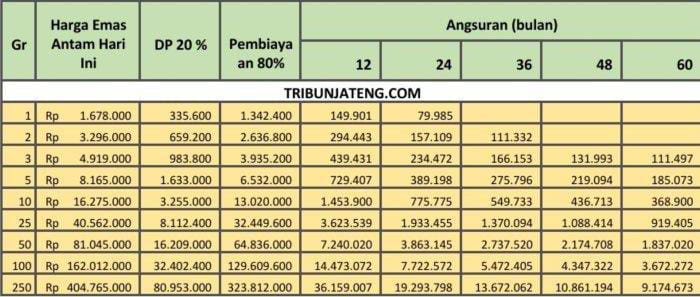 Gr Harga Emas Antam Hari Ini DP 20 % Pembiayaan 80% Angsuran (bulan)
12 24 36 48 60
TRIBUNJATENG.COM
1 Rp 1.678.000 335.600 1.342.400 149.901 79.985
2 Rp 3.296.000 659.200 2.636.800 294.443 157.109 111.332
3 Rp 4.919.000 983.800 3.935.200 439.431 234.472 166.153 131.993 111.497
5 Rp 8.165.000 1.633.000 6.532.000 729.407 389.198 275.796 219.094 185.073
10 Rp 16.275.000 3.255.000 13.020.000 1.453.900 775.775 549.733 436.713 368.900
25 Rp 40.562.000 8.112.400 32.449.600 3.623.539 1.933.455 1.370.094 1.088.414 919.405
50 Rp 81.045.000 16.209.000 64.836.000 7.240.020 3.863.145 2.737.520 2.174.708 1.837.020
100 Rp 162.012.000 32.402.400 129.609.600 14.473.072 7.722.572 5.472.405 4.347.322 3.672.272
250 Rp 404.765.000 80.953.000 323.812.000 36.159.007 19.293.798 13.672.062 10.861.194 9.174.673